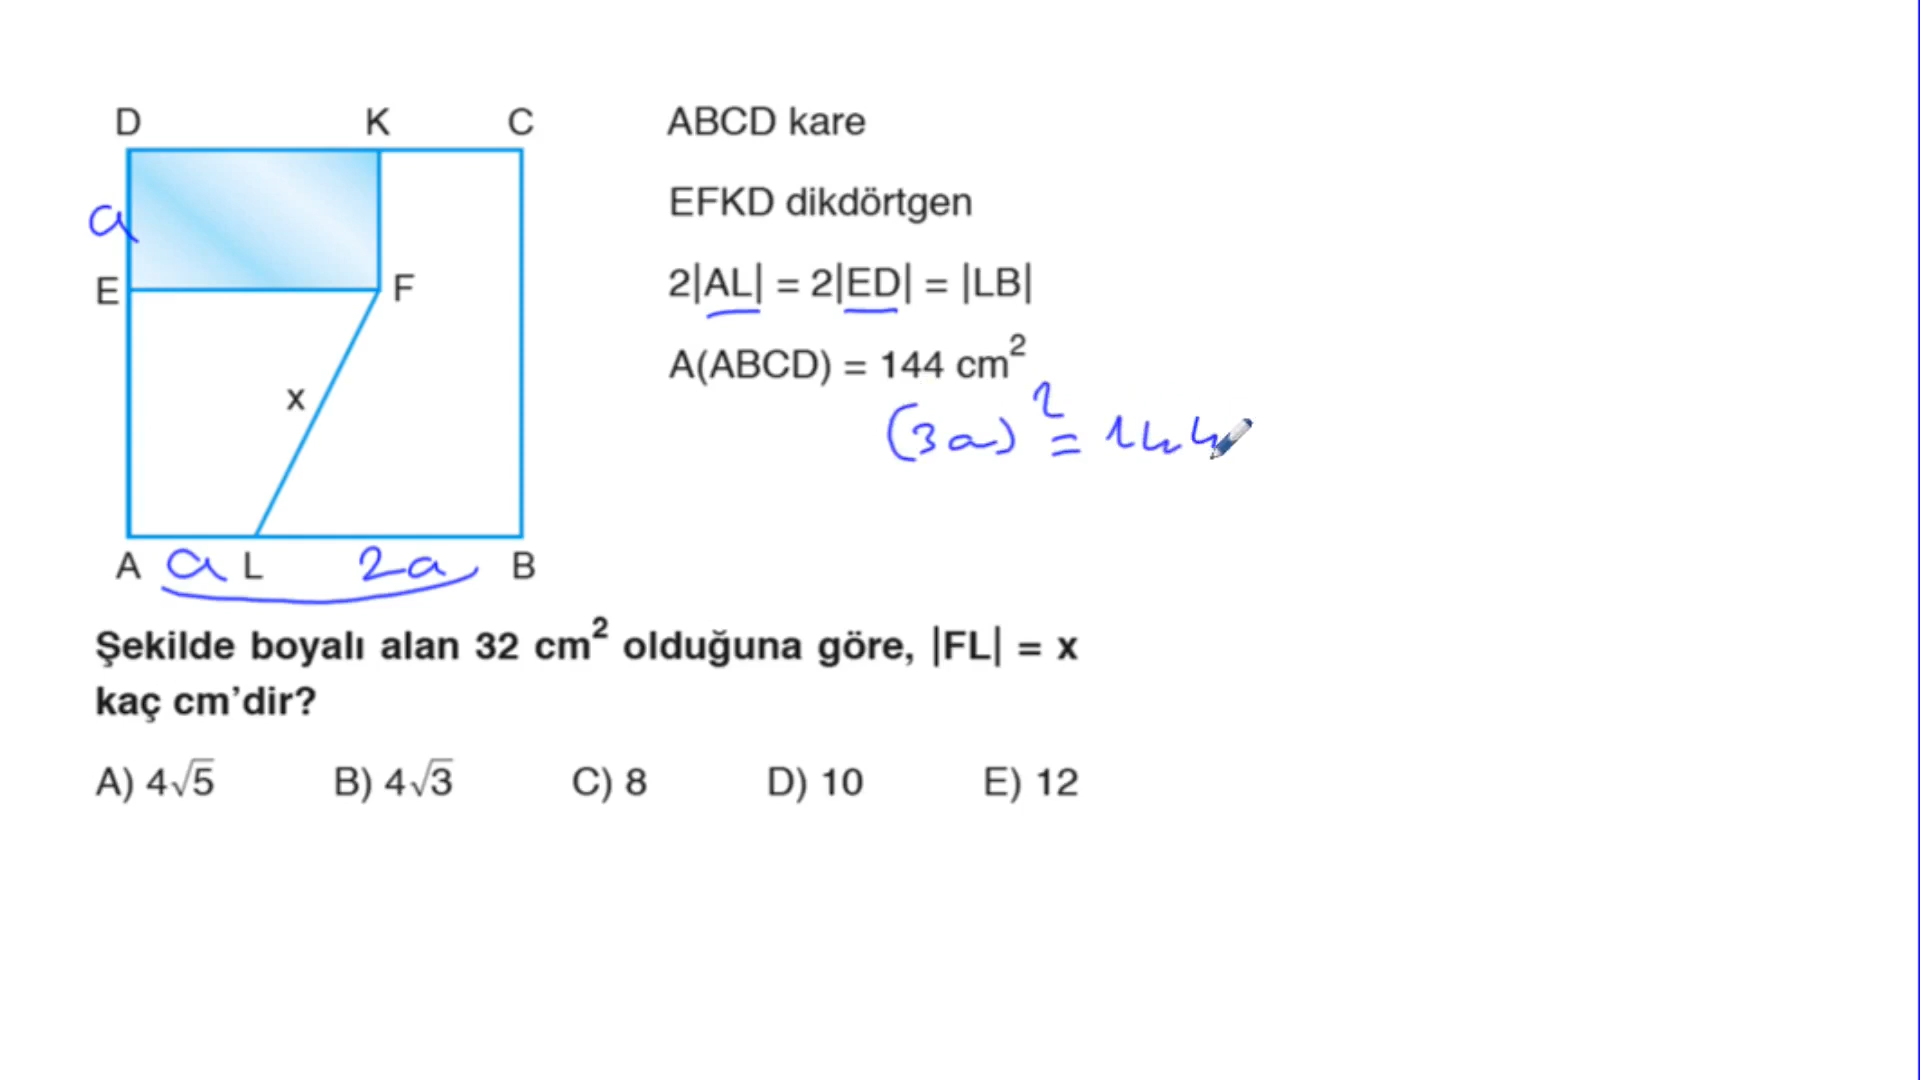 D K C
a
E F
x
A a L 2a B
ABCD kare
EFKD dikdörtgen
2|AL| = 2|ED| = |LB|
A(ABCD) = 144 cm²
(3a)² = 144
Şekilde boyalı alan 32 cm² olduğuna göre, |FL| = x
kaç cm’dir?
A) 4√5 B) 4√3 C) 8 D) 10 E) 12